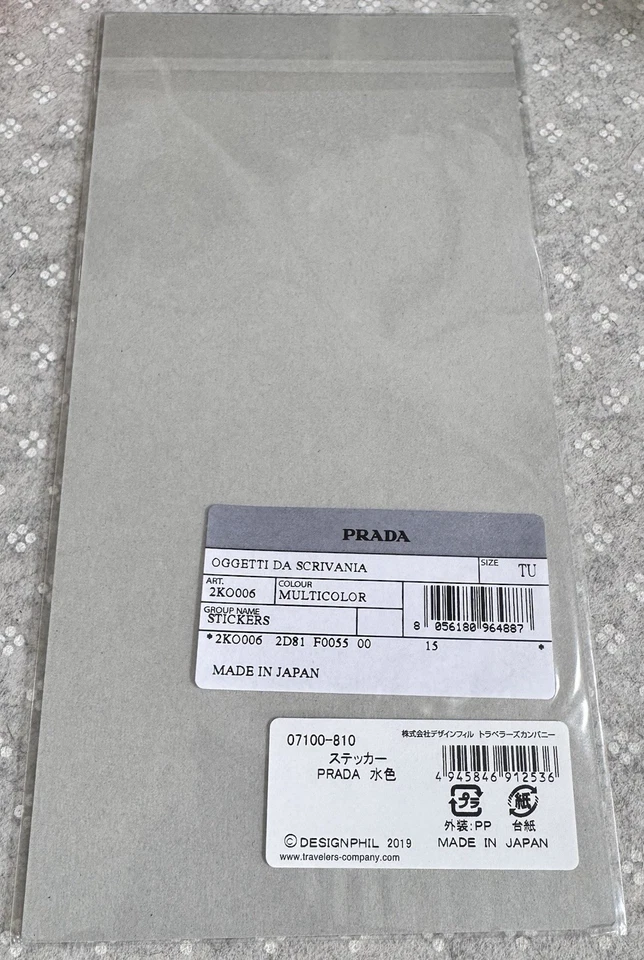 PRADA
OGGETTI DA SCRIVANIA
SIZE
TU
ART.
2KO006
COLOUR
MULTICOLOR
GROUP NAME
STICKERS
8 056180 964887
*2KO006 2D81 F0055 00 15 *
MADE IN JAPAN
07100-810
株式会社デザインフィル トラベラーズカンパニー
ステッカー
PRADA 水色
4 945846 912536
プラ
紙
外装:PP 台紙
MADE IN JAPAN
©DESIGNPHIL 2019
www.travelers-company.com